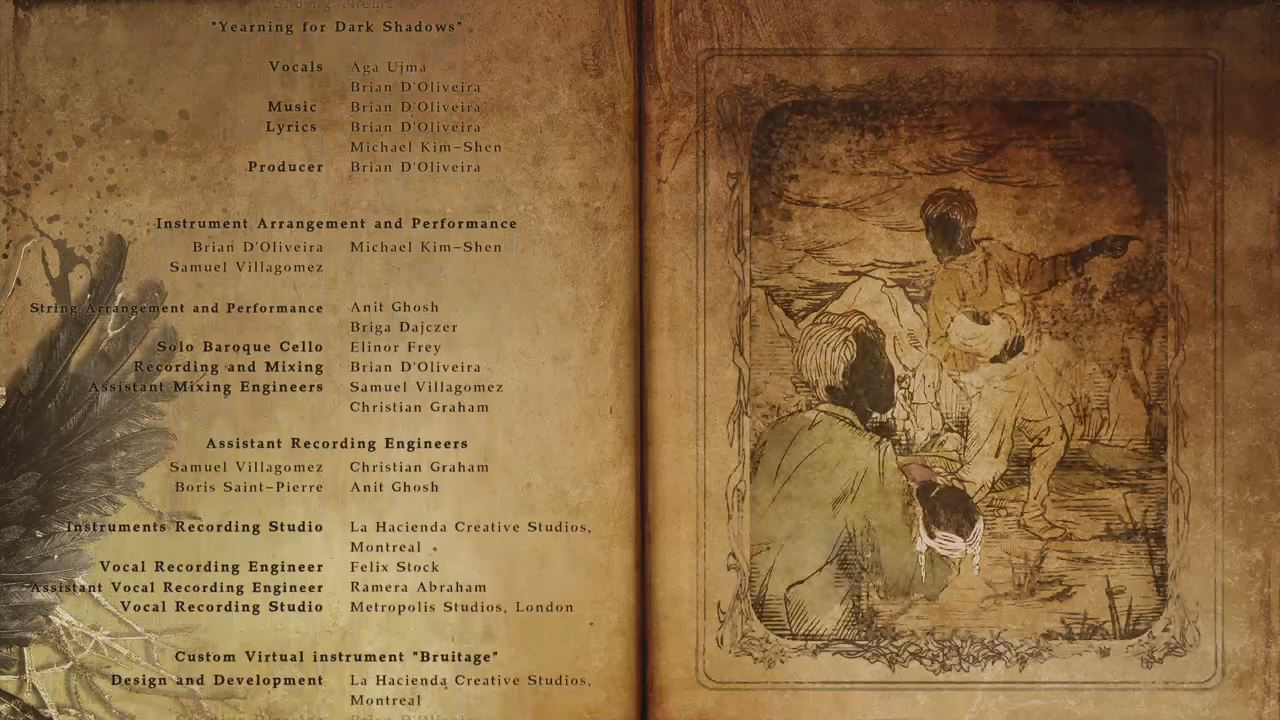 Ending Theme
"Yearning for Dark Shadows"
Vocals Aga Ujma
Brian D'Oliveira
Music Brian D'Oliveira
Lyrics Brian D'Oliveira
Michael Kim-Shen
Producer Brian D'Oliveira
Instrument Arrangement and Performance
Brian D'Oliveira Michael Kim-Shen
Samuel Villagomez
String Arrangement and Performance Anit Ghosh
Briga Dajczer
Solo Baroque Cello Elinor Frey
Recording and Mixing Brian D'Oliveira
Assistant Mixing Engineers Samuel Villagomez
Christian Graham
Assistant Recording Engineers
Samuel Villagomez Christian Graham
Boris Saint-Pierre Anit Ghosh
Instruments Recording Studio La Hacienda Creative Studios,
Montreal
Vocal Recording Engineer Felix Stock
Assistant Vocal Recording Engineer Ramera Abraham
Vocal Recording Studio Metropolis Studios, London
Custom Virtual instrument "Bruitage"
Design and Development La Hacienda Creative Studios,
Montreal
Brian D'Oliveira